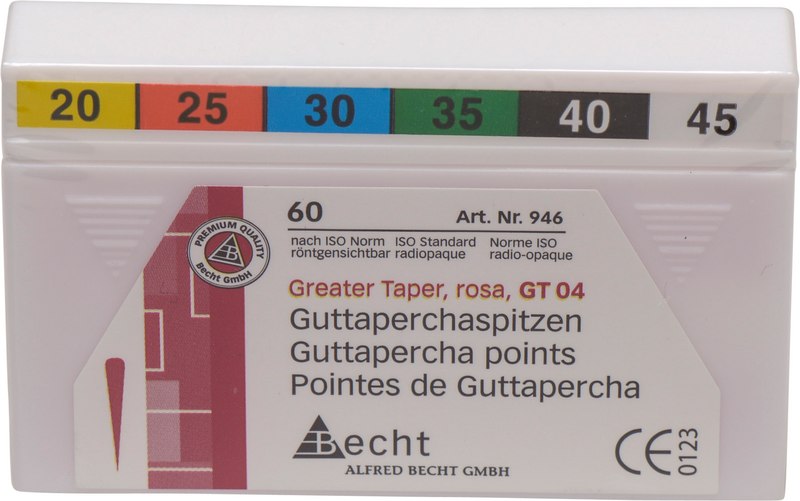 20 25 30 35 40 45
60 Art. Nr. 946
nach ISO Norm ISO Standard Norme ISO
röntgensichtbar radiopaque radio-opaque
PREMIUM QUALITY
B
Becht GmbH
Greater Taper, rosa, GT 04
Guttaperchaspitzen
Guttapercha points
Pointes de Guttapercha
Becht
ALFRED BECHT GMBH
CE 0123